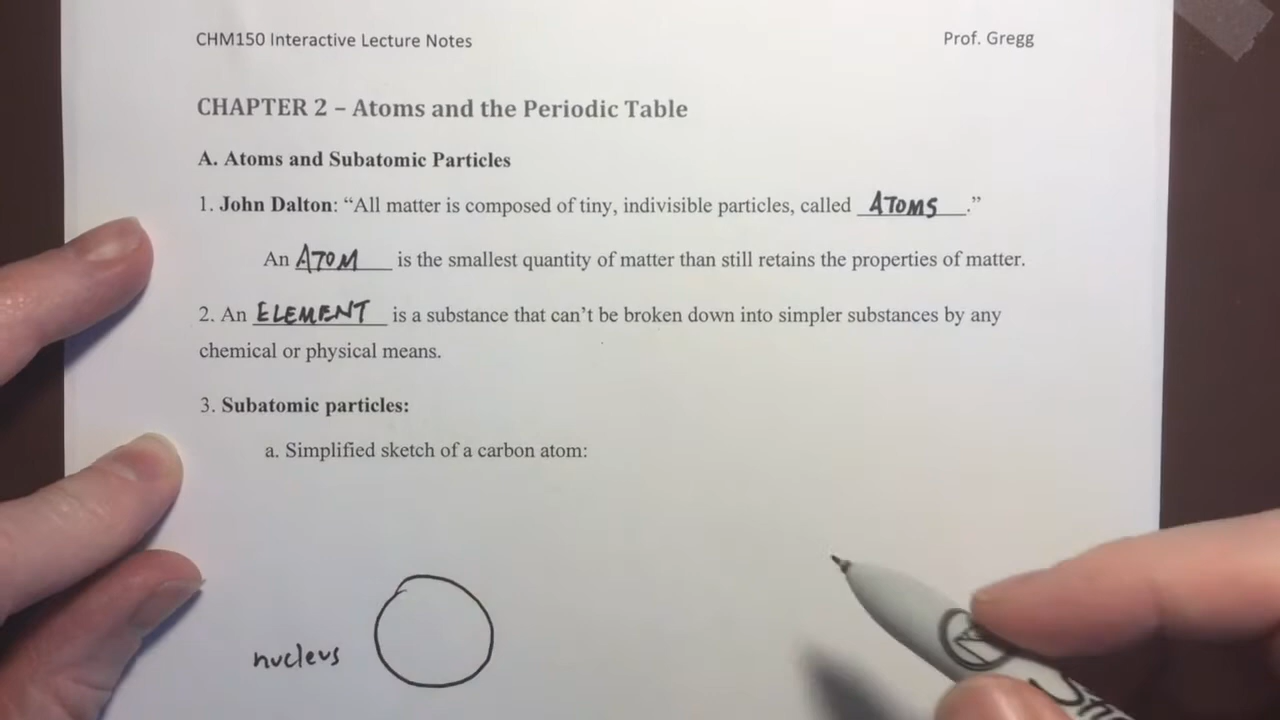 CHM150 Interactive Lecture Notes Prof. Gregg
CHAPTER 2 – Atoms and the Periodic Table
A. Atoms and Subatomic Particles
1. John Dalton: “All matter is composed of tiny, indivisible particles, called ATOMS.”
An ATOM is the smallest quantity of matter than still retains the properties of matter.
2. An ELEMENT is a substance that can’t be broken down into simpler substances by any
chemical or physical means.
3. Subatomic particles:
a. Simplified sketch of a carbon atom:
nucleus